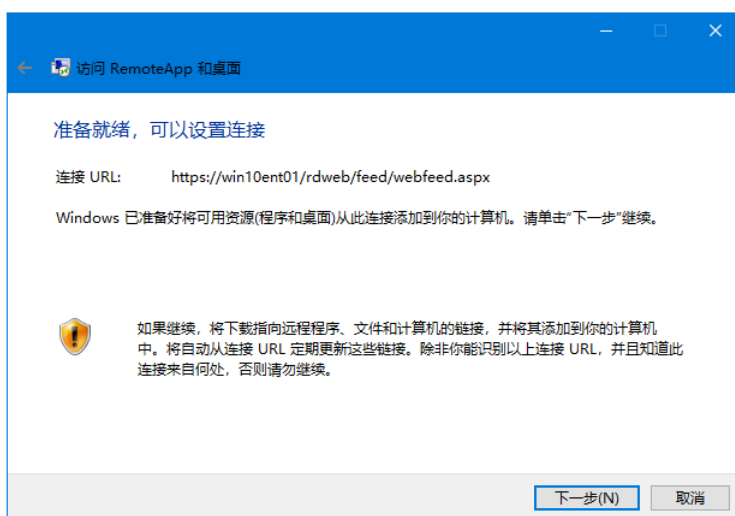 访问 RemoteApp 和桌面
准备就绪，可以设置连接
连接 URL: https://win10ent01/rdweb/feed/webfeed.aspx
Windows 已准备好将可用资源(程序和桌面)从此连接添加到你的计算机。请单击"下一步"继续。
如果继续，将下载指向远程程序、文件和计算机的链接，并将其添加到你的计算机
中。将自动从连接 URL 定期更新这些链接。除非你能识别以上连接 URL，并且知道此
连接来自何处，否则请勿继续。
下一步(N) 取消